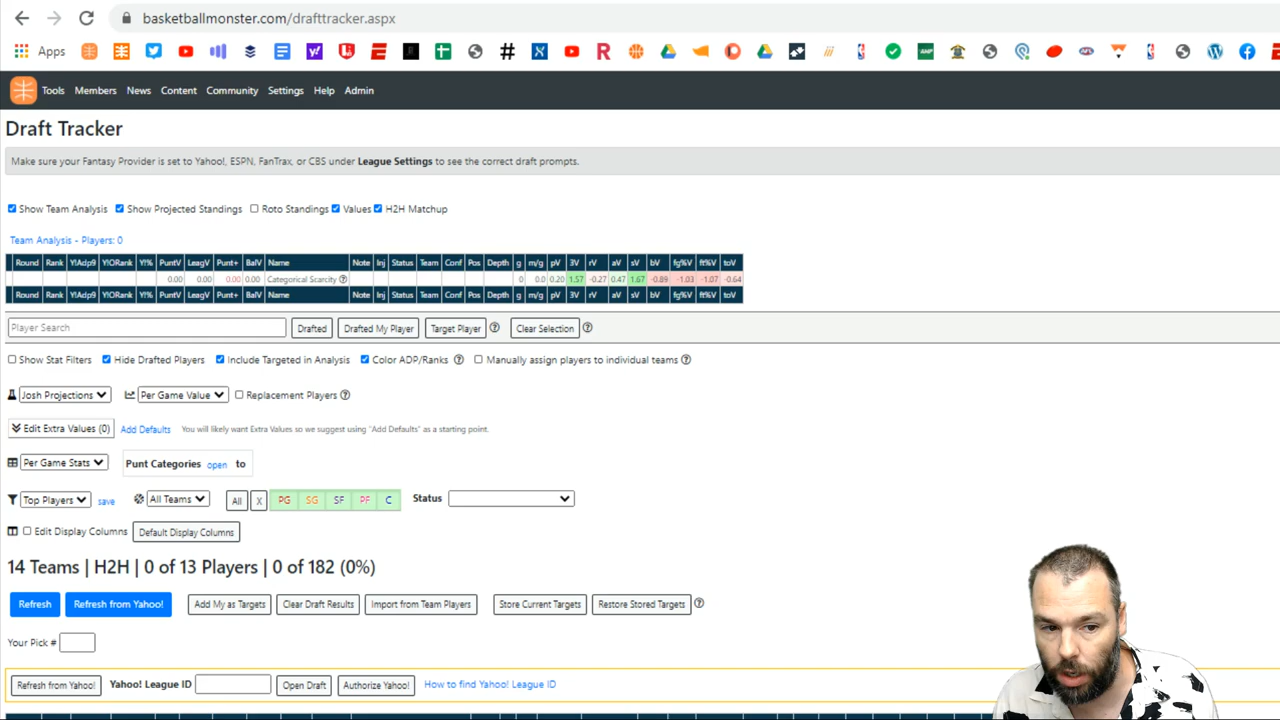 basketballmonster.com/drafttracker.aspx
Apps
Tools Members News Content Community Settings Help Admin
Draft Tracker
Make sure your Fantasy Provider is set to Yahoo!, ESPN, FanTrax, or CBS under League Settings to see the correct draft prompts.
Show Team Analysis Show Projected Standings Roto Standings Values H2H Matchup
Team Analysis - Players: 0
Round Rank Y!Adp9 Y!ORank Y!% PuntV LeagV Punt+ BalV Name Note Inj Status Team Conf Pos Depth g m/g pV 3V rV aV sV bV fg%V ft%V toV
0.00 0.00 0.00 0.00 Categorical Scarcity 0 0.0 0.20 1.57 -0.27 0.47 1.67 -0.89 -1.03 -1.07 -0.64
Round Rank Y!Adp9 Y!ORank Y!% PuntV LeagV Punt+ BalV Name Note Inj Status Team Conf Pos Depth g m/g pV 3V rV aV sV bV fg%V ft%V toV
Player Search Drafted Drafted My Player Target Player Clear Selection
Show Stat Filters Hide Drafted Players Include Targeted in Analysis Color ADP/Ranks Manually assign players to individual teams
Josh Projections Per Game Value Replacement Players
Edit Extra Values (0) Add Defaults You will likely want Extra Values so we suggest using "Add Defaults" as a starting point.
Per Game Stats Punt Categories open to
Top Players save All Teams All X PG SG SF PF C Status
Edit Display Columns Default Display Columns
14 Teams | H2H | 0 of 13 Players | 0 of 182 (0%)
Refresh Refresh from Yahoo! Add My as Targets Clear Draft Results Import from Team Players Store Current Targets Restore Stored Targets
Your Pick #
Refresh from Yahoo! Yahoo! League ID Open Draft Authorize Yahoo! How to find Yahoo! League ID